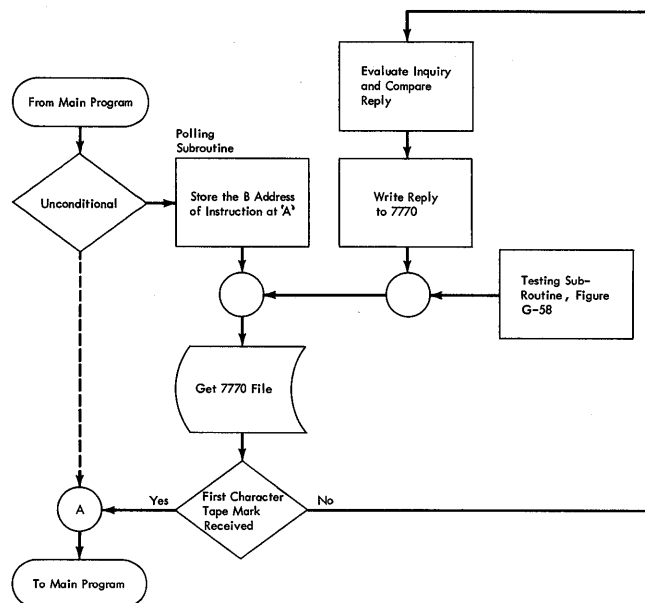 Evaluate Inquiry
and Compare
Reply
From Main Program
Polling
Subroutine
Unconditional
Store the B Address
of Instruction at 'A'
Write Reply
to 7770
Testing Sub-
Routine, Figure
G-58
Get 7770 File
Yes
First Character
Tape Mark
Received
No
A
To Main Program